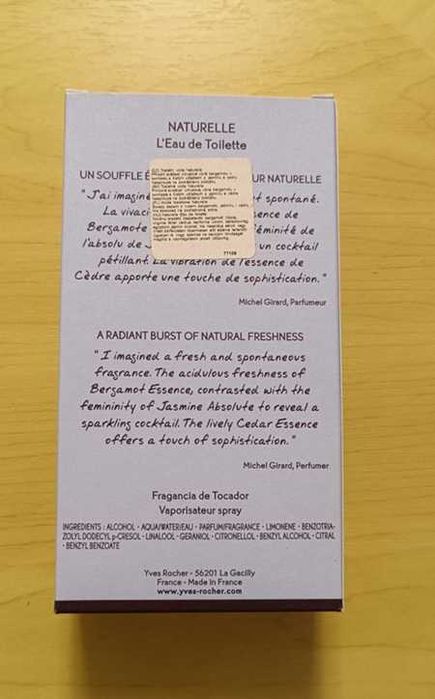 NATURELLE
L'Eau de Toilette
UN SOUFFLE UR NATURELLE
"J'ai imaginé t spontané.
La vivaci sence de
Bergamote éminité de
l'absolu de un cocktail
pétillant. La vibration de l'essence de
Cèdre apporte une touche de sophistication."
Michel Girard, Parfumeur
77109
A RADIANT BURST OF NATURAL FRESHNESS
"I imagined a fresh and spontaneous
fragrance. The acidulous freshness of
Bergamot Essence, contrasted with the
femininity of Jasmine Absolute to reveal a
sparkling cocktail. The lively Cedar Essence
offers a touch of sophistication."
Michel Girard, Perfumer
Fragancia de Tocador
Vaporisateur spray
INGREDIENTS : ALCOHOL • AQUA/WATER/EAU • PARFUM/FRAGRANCE • LIMONENE • BENZOTRIA-
ZOLYL DODECYL p-CRESOL • LINALOOL • GERANIOL • CITRONELLOL • BENZYL ALCOHOL • CITRAL
• BENZYL BENZOATE
Yves Rocher - 56201 La Gacilly
France - Made in France
www.yves-rocher.com